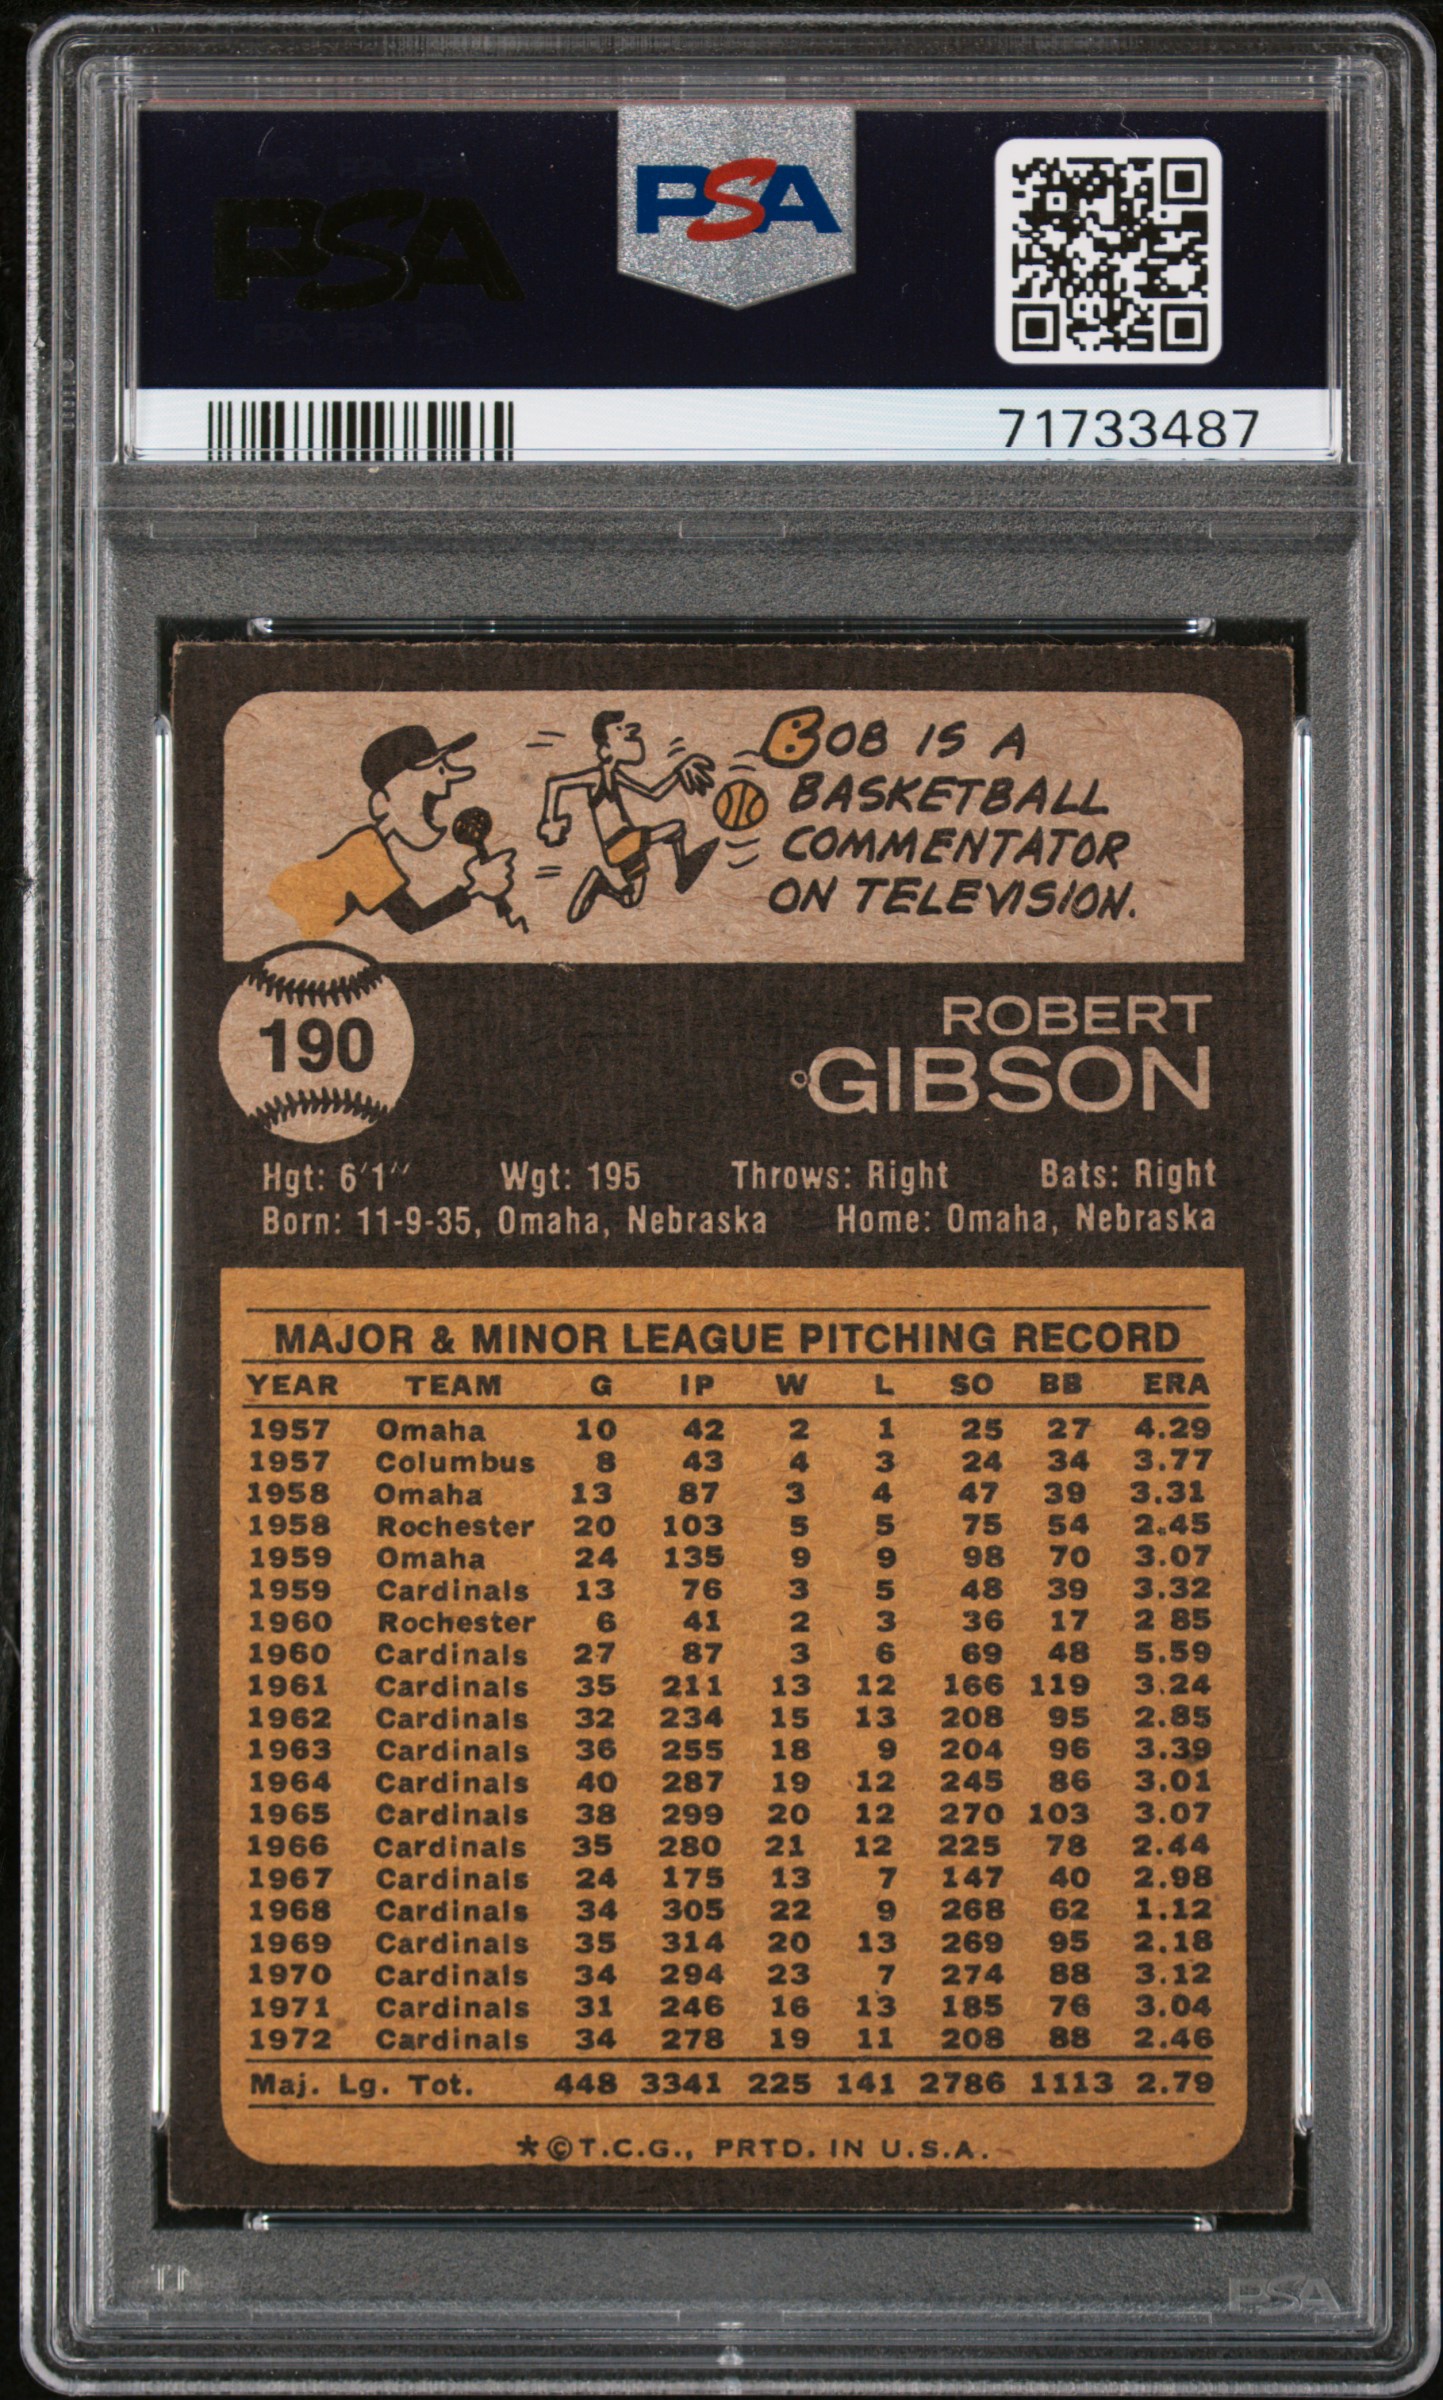 PSA
PSA
71733487
BOB IS A
BASKETBALL
COMMENTATOR
ON TELEVISION.
190
ROBERT
GIBSON
Hgt: 6'1'' Wgt: 195 Throws: Right Bats: Right
Born: 11-9-35, Omaha, Nebraska Home: Omaha, Nebraska
MAJOR & MINOR LEAGUE PITCHING RECORD
YEAR TEAM G IP W L SO BB ERA
1957 Omaha 10 42 2 1 25 27 4.29
1957 Columbus 8 43 4 3 24 34 3.77
1958 Omaha 13 87 3 4 47 39 3.31
1958 Rochester 20 103 5 5 75 54 2.45
1959 Omaha 24 135 9 9 98 70 3.07
1959 Cardinals 13 76 3 5 48 39 3.32
1960 Rochester 6 41 2 3 36 17 2 85
1960 Cardinals 27 87 3 6 69 48 5.59
1961 Cardinals 35 211 13 12 166 119 3.24
1962 Cardinals 32 234 15 13 208 95 2.85
1963 Cardinals 36 255 18 9 204 96 3.39
1964 Cardinals 40 287 19 12 245 86 3.01
1965 Cardinals 38 299 20 12 270 103 3.07
1966 Cardinals 35 280 21 12 225 78 2.44
1967 Cardinals 24 175 13 7 147 40 2.98
1968 Cardinals 34 305 22 9 268 62 1.12
1969 Cardinals 35 314 20 13 269 95 2.18
1970 Cardinals 34 294 23 7 274 88 3.12
1971 Cardinals 31 246 16 13 185 76 3.04
1972 Cardinals 34 278 19 11 208 88 2.46
Maj. Lg. Tot. 448 3341 225 141 2786 1113 2.79
*©T.C.G., PRTD. IN U.S.A.
PSA